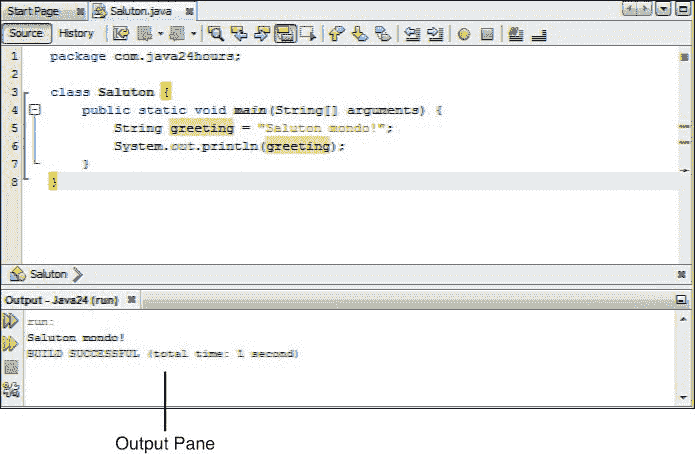 Start Page Saluton.java
Source History
1 package com.java24hours;
2
3 class Saluton {
4 public static void main(String[] arguments) {
5 String greeting = "Saluton mondo!";
6 System.out.println(greeting);
7 }
8 }
Saluton
Output - Java24 (run)
run:
Saluton mondo!
BUILD SUCCESSFUL (total time: 1 second)
Output Pane